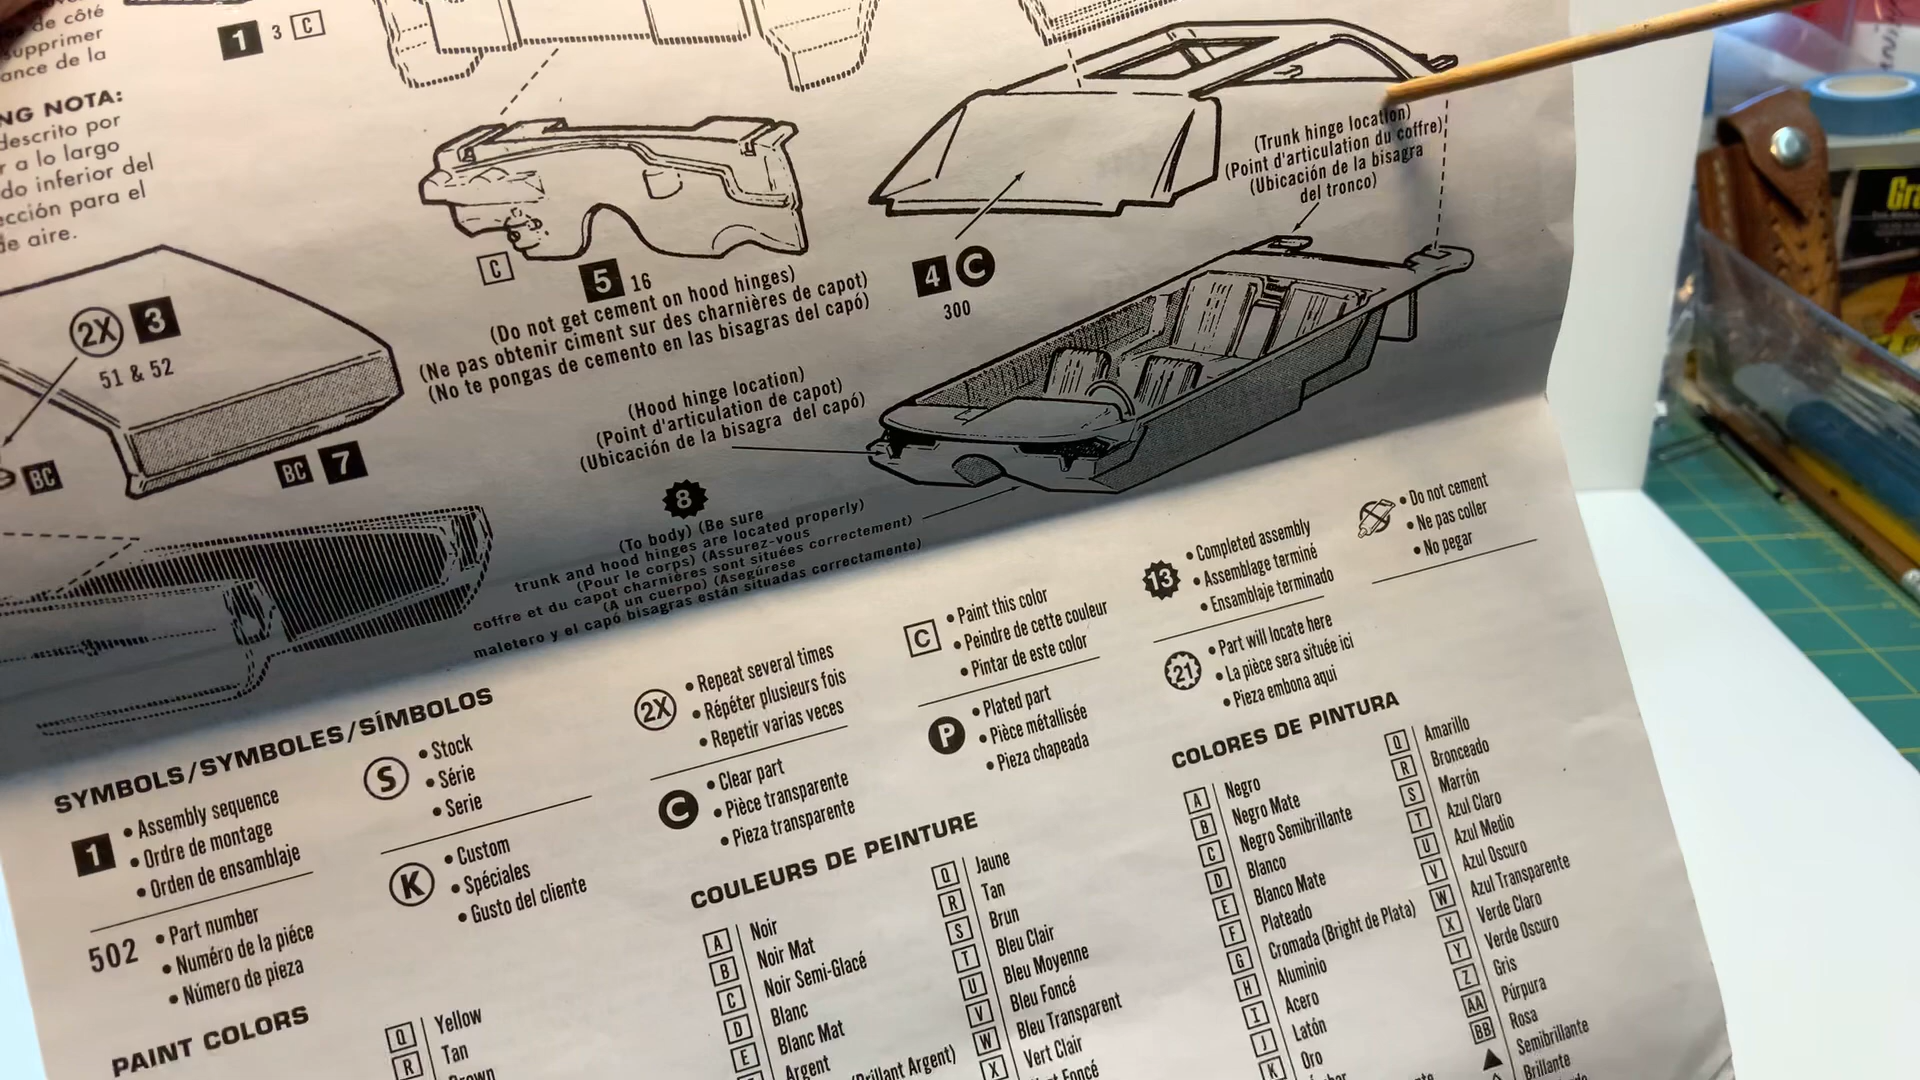 de côté
supprimer
ance de la
NG NOTA:
descrito por
r a lo largo
do inferior del
cción para el
de aire.
1 3 C
2X 3
51 & 52
BC
BC 7
C
5 16
(Do not get cement on hood hinges)
(Ne pas obtenir ciment sur des charnières de capot)
(No te pongas de cemento en las bisagras del capó)
4 C
300
(Trunk hinge location)
(Point d'articulation du coffre)
(Ubicación de la bisagra
del tronco)
(Hood hinge location)
(Point d'articulation de capot)
(Ubicación de la bisagra del capó)
8
(To body) (Be sure
trunk and hood hinges are located properly)
(Pour le corps) (Assurez-vous
coffre et du capot charnières sont situées correctement)
(A un cuerpo) (Asegúrese
maletero y el capó bisagras están situadas correctamente)
SYMBOLS/SYMBOLES/SÍMBOLOS
1
• Assembly sequence
• Ordre de montage
• Orden de ensamblaje
502
• Part number
• Numéro de la piéce
• Número de pieza
S
• Stock
• Série
• Serie
K
• Custom
• Spéciales
• Gusto del cliente
2X
• Repeat several times
• Répéter plusieurs fois
• Repetir varias veces
C
• Clear part
• Pièce transparente
• Pieza transparente
C
• Paint this color
• Peindre de cette couleur
• Pintar de este color
P
• Plated part
• Pièce métallisée
• Pieza chapeada
13
• Completed assembly
• Assemblage terminé
• Ensamblaje terminado
21
• Part will locate here
• La pièce sera située ici
• Pieza embona aqui
• Do not cement
• Ne pas coller
• No pegar
PAINT COLORS
Q Yellow
R Tan
COULEURS DE PEINTURE
A Noir
B Noir Mat
C Noir Semi-Glacé
D Blanc
E Blanc Mat
Argent
(Brillant Argent)
Q Jaune
R Tan
S Brun
T Bleu Clair
U Bleu Moyenne
V Bleu Foncé
W Bleu Transparent
X Vert Clair
Foncé
COLORES DE PINTURA
A Negro
B Negro Mate
C Negro Semibrillante
D Blanco
E Blanco Mate
F Plateado
G Cromada (Bright de Plata)
H Aluminio
I Acero
J Latón
K Oro
Q Amarillo
R Bronceado
S Marrón
T Azul Claro
U Azul Medio
V Azul Oscuro
W Azul Transparente
X Verde Claro
Y Verde Oscuro
Z Gris
AA Púrpura
BB Rosa
Semibrillante
Brillante
Gra